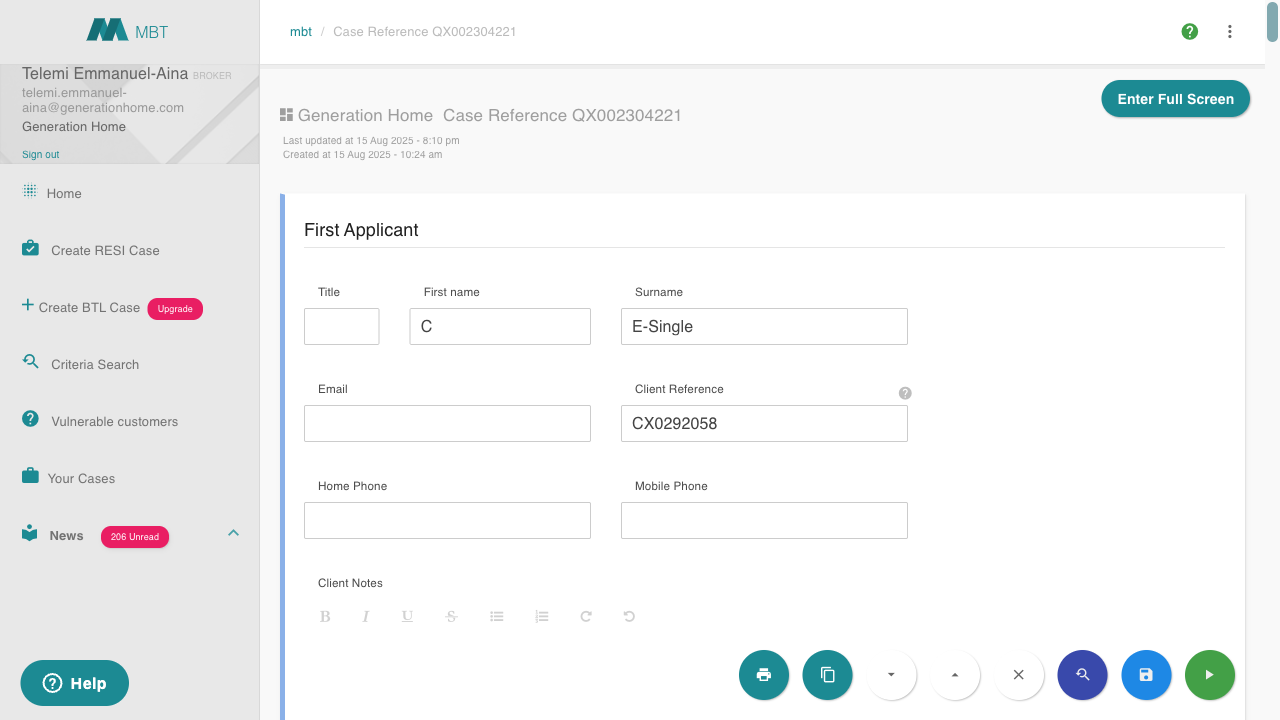 MBT
Telemi Emmanuel-Aina BROKER
telemi.emmanuel-
aina@generationhome.com
Generation Home
Sign out
Home
Create RESI Case
Create BTL Case Upgrade
Criteria Search
Vulnerable customers
Your Cases
News 206 Unread
Help
mbt / Case Reference QX002304221
Enter Full Screen
Generation Home Case Reference QX002304221
Last updated at 15 Aug 2025 - 8:10 pm
Created at 15 Aug 2025 - 10:24 am
First Applicant
Title First name Surname
C E-Single
Email Client Reference
CX0292058
Home Phone Mobile Phone
Client Notes
B I U S